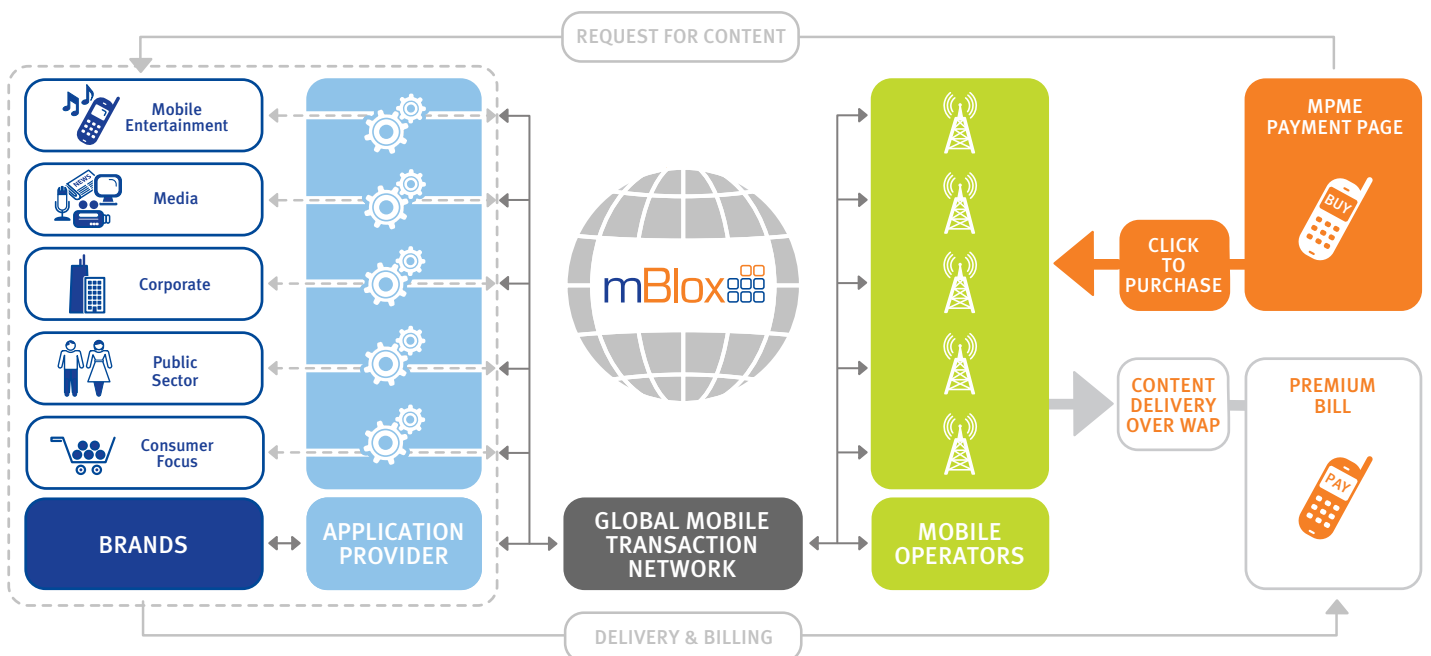 REQUEST FOR CONTENT
Mobile
Entertainment
NEWS
Media
Corporate
Public
Sector
Consumer
Focus
BRANDS
APPLICATION
PROVIDER
mBlox
GLOBAL MOBILE
TRANSACTION
NETWORK
MOBILE
OPERATORS
MPME
PAYMENT PAGE
BUY
CLICK
TO
PURCHASE
CONTENT
DELIVERY
OVER WAP
PREMIUM
BILL
PAY
DELIVERY & BILLING